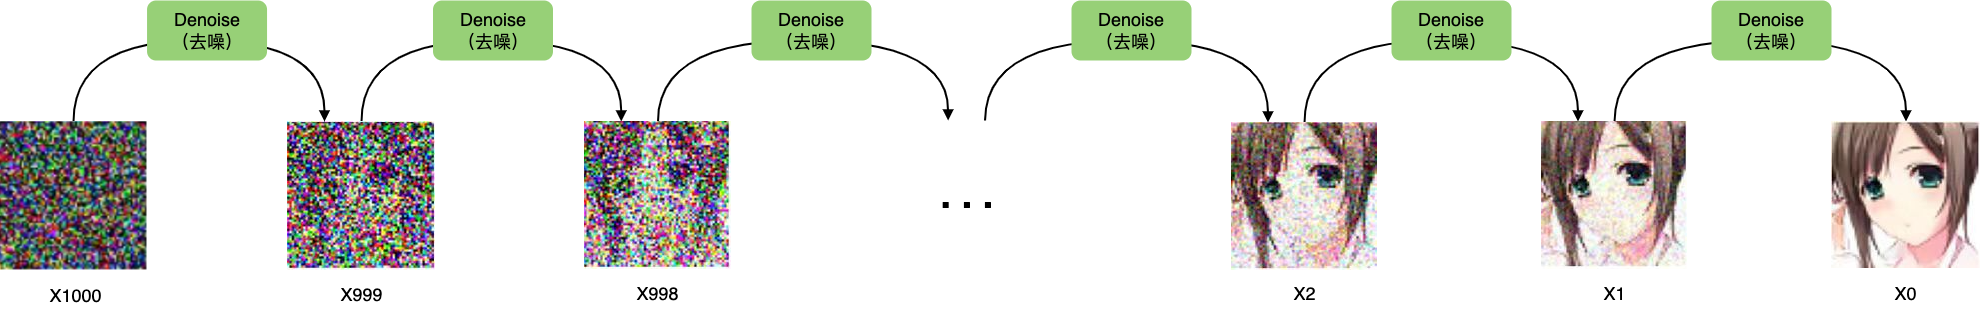 Denoise
（去噪）
Denoise
（去噪）
Denoise
（去噪）
Denoise
（去噪）
Denoise
（去噪）
Denoise
（去噪）
...
X1000
X999
X998
X2
X1
X0